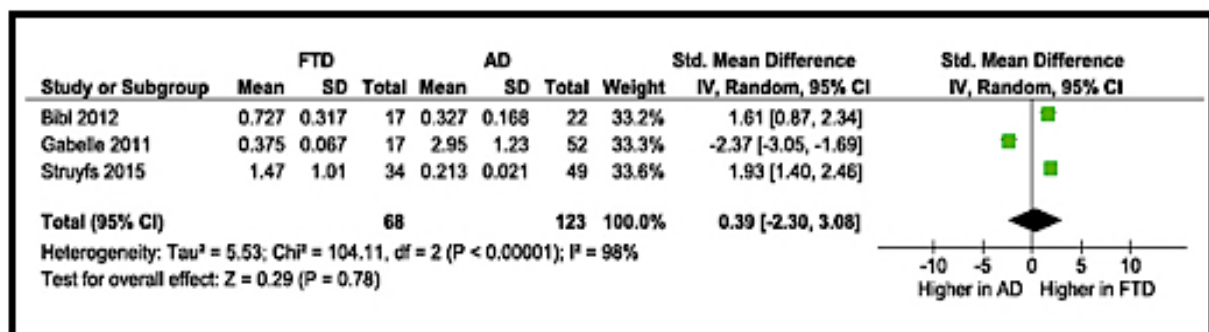 FTD AD Std. Mean Difference Std. Mean Difference
Study or Subgroup Mean SD Total Mean SD Total Weight IV, Random, 95% CI IV, Random, 95% CI
Bibl 2012 0.727 0.317 17 0.327 0.168 22 33.2% 1.61 [0.87, 2.34]
Gabelle 2011 0.375 0.067 17 2.95 1.23 52 33.3% -2.37 [-3.05, -1.69]
Struyfs 2015 1.47 1.01 34 0.213 0.021 49 33.6% 1.93 [1.40, 2.46]
Total (95% CI) 68 123 100.0% 0.39 [-2.30, 3.08]
Heterogeneity: Tau² = 5.53; Chi² = 104.11, df = 2 (P < 0.00001); I² = 98%
Test for overall effect: Z = 0.29 (P = 0.78)
-10 -5 0 5 10
Higher in AD Higher in FTD